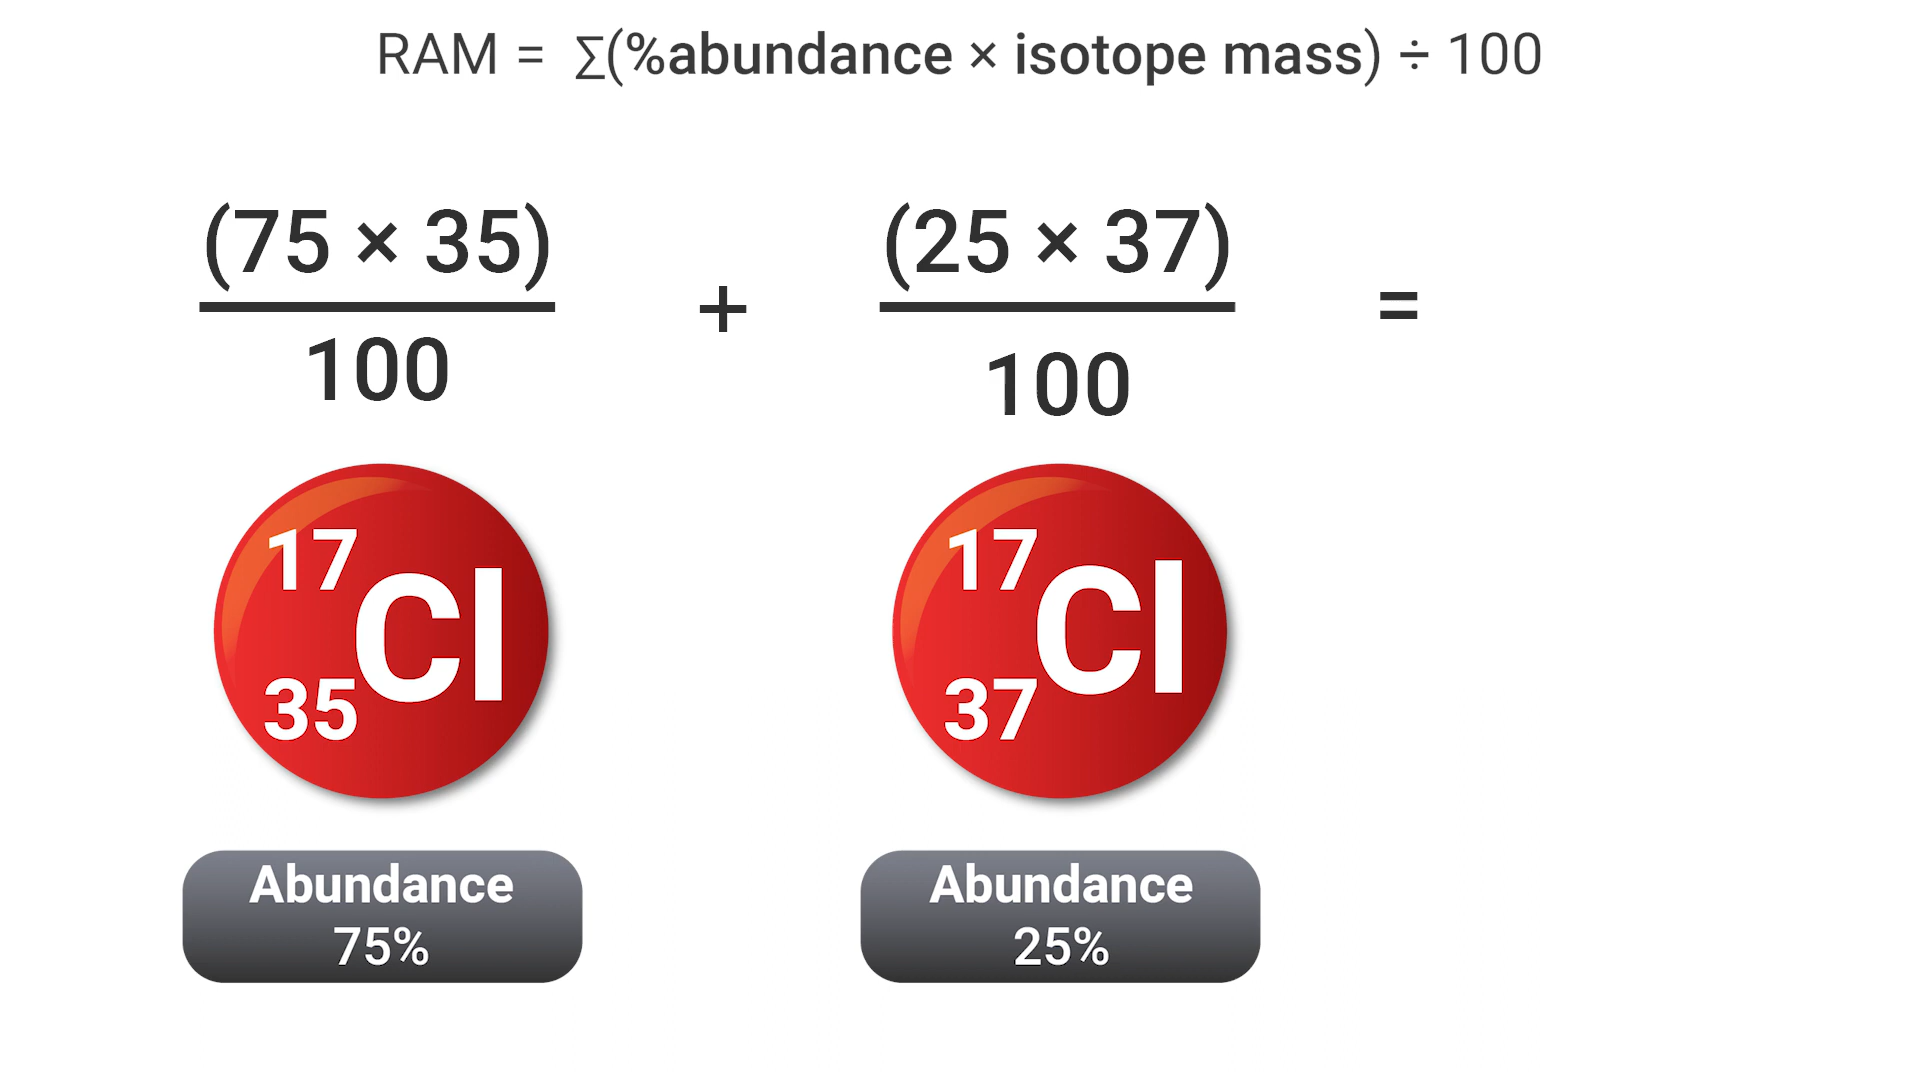 RAM = ∑(%abundance × isotope mass) ÷ 100
(75 × 35) + (25 × 37) =
100 100
17 Cl 17 Cl
35 37
Abundance Abundance
75% 25%